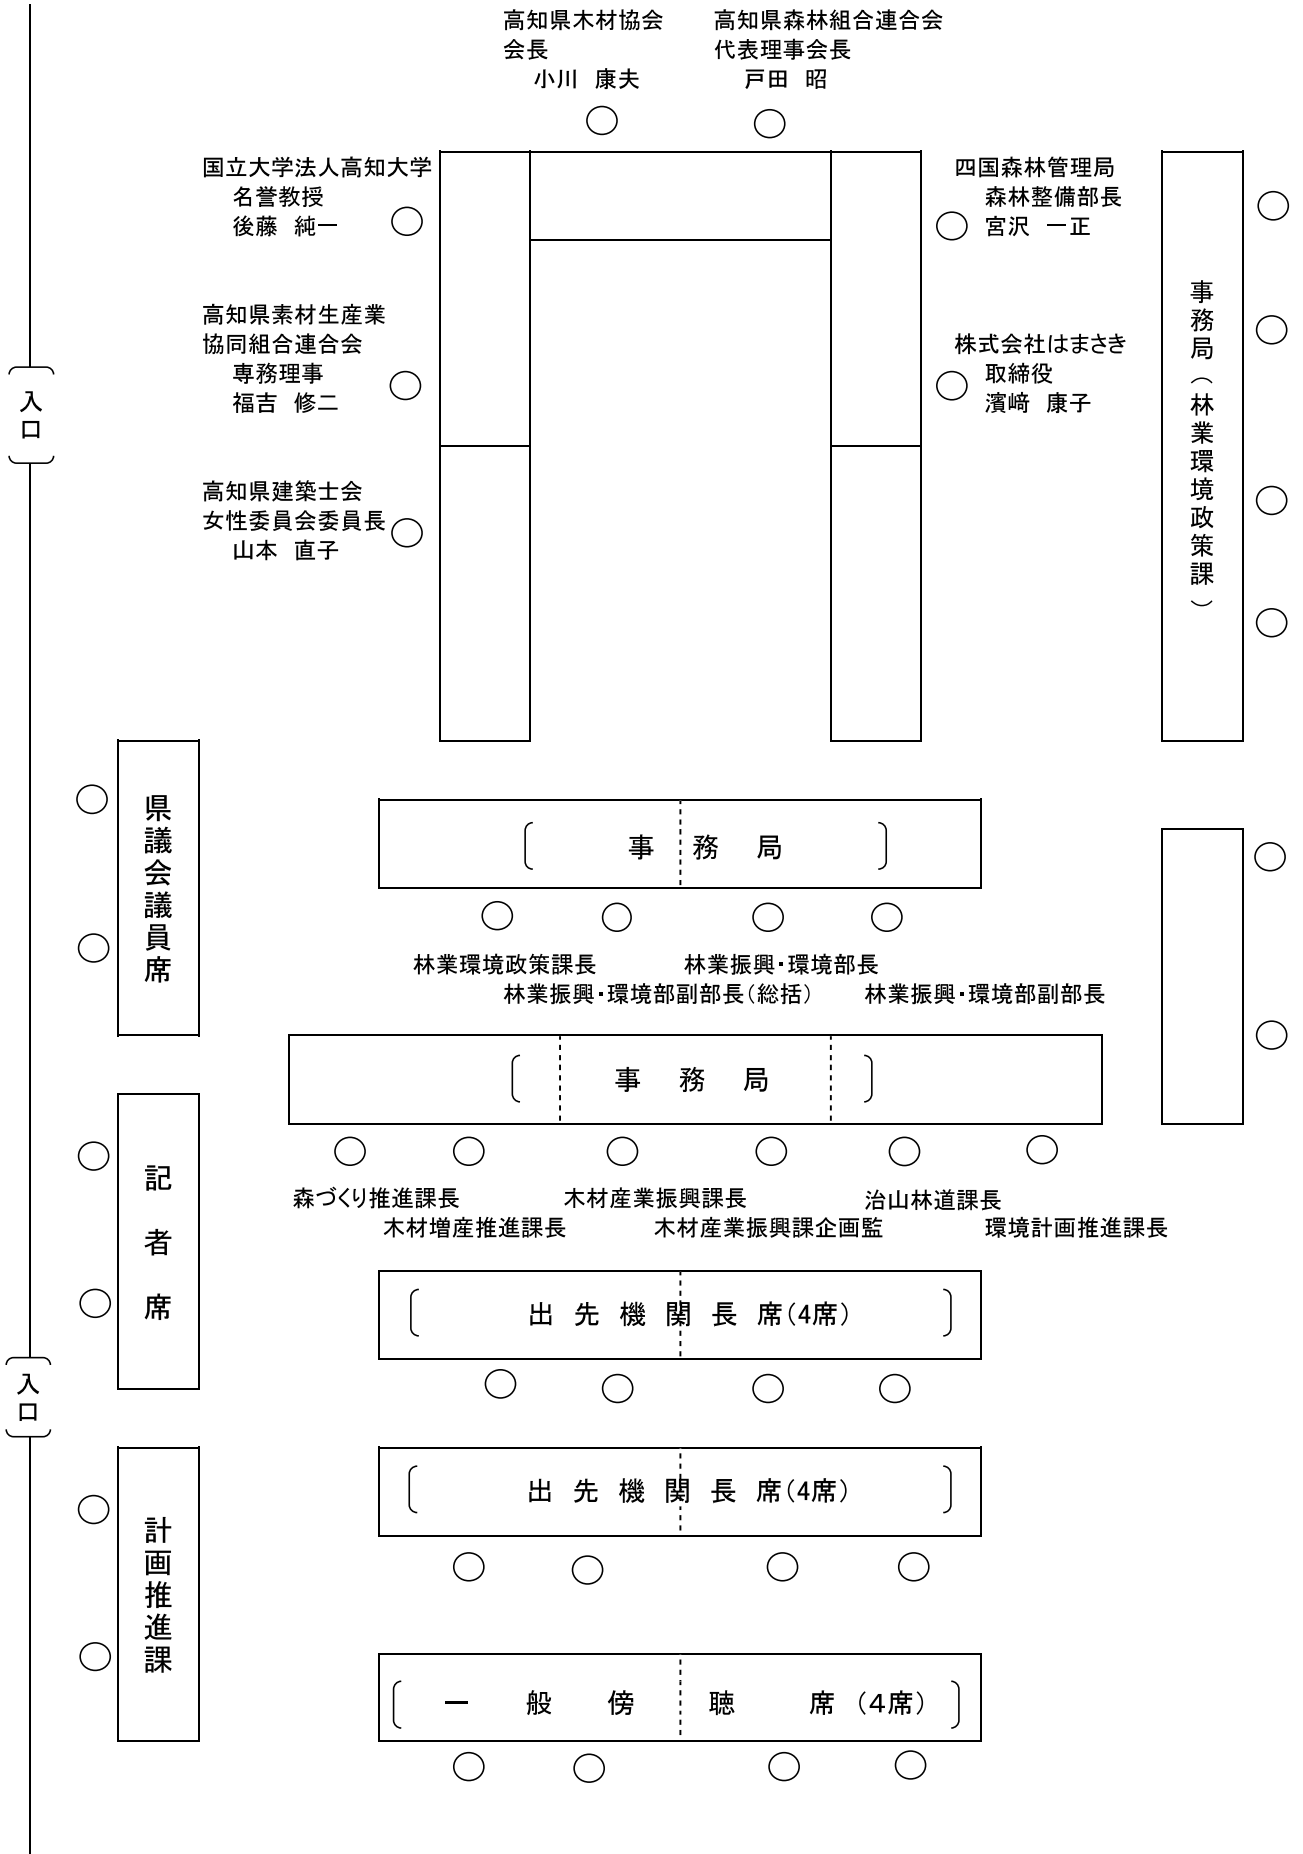 高知県木材協会
会長
小川　康夫
高知県森林組合連合会
代表理事会長
戸田　昭
国立大学法人高知大学
名誉教授
後藤　純一
四国森林管理局
森林整備部長
宮沢　一正
高知県素材生産業
協同組合連合会
専務理事
福吉　修二
株式会社はまさき
取締役
濱﨑　康子
高知県建築士会
女性委員会委員長
山本　直子
事務局（林業環境政策課）
入口
県議会議員席
事　務　局
林業環境政策課長
林業振興・環境部副部長（総括）
林業振興・環境部長
林業振興・環境部副部長
事　務　局
記　者　席
森づくり推進課長
木材増産推進課長
木材産業振興課長
木材産業振興課企画監
治山林道課長
環境計画推進課長
出　先　機　関　長　席（4席）
入口
計画推進課
出　先　機　関　長　席（4席）
一　般　傍　聴　席　（４席）